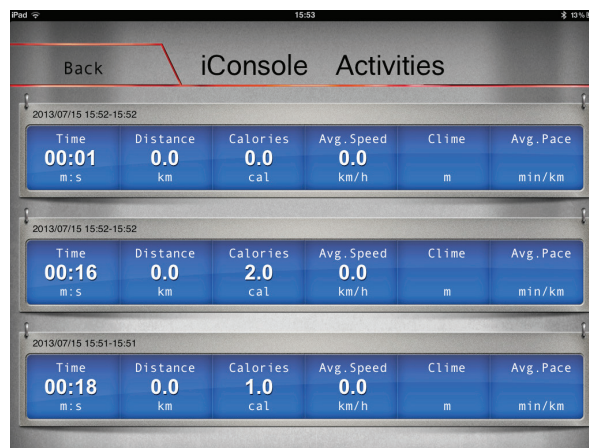 iPad 15:53 13%
Back iConsole Activities
2013/07/15 15:52-15:52
Time Distance Calories Avg.Speed Clime Avg.Pace
00:01 0.0 0.0 0.0
m:s km cal km/h m min/km
2013/07/15 15:52-15:52
Time Distance Calories Avg.Speed Clime Avg.Pace
00:16 0.0 2.0 0.0
m:s km cal km/h m min/km
2013/07/15 15:51-15:51
Time Distance Calories Avg.Speed Clime Avg.Pace
00:18 0.0 1.0 0.0
m:s km cal km/h m min/km